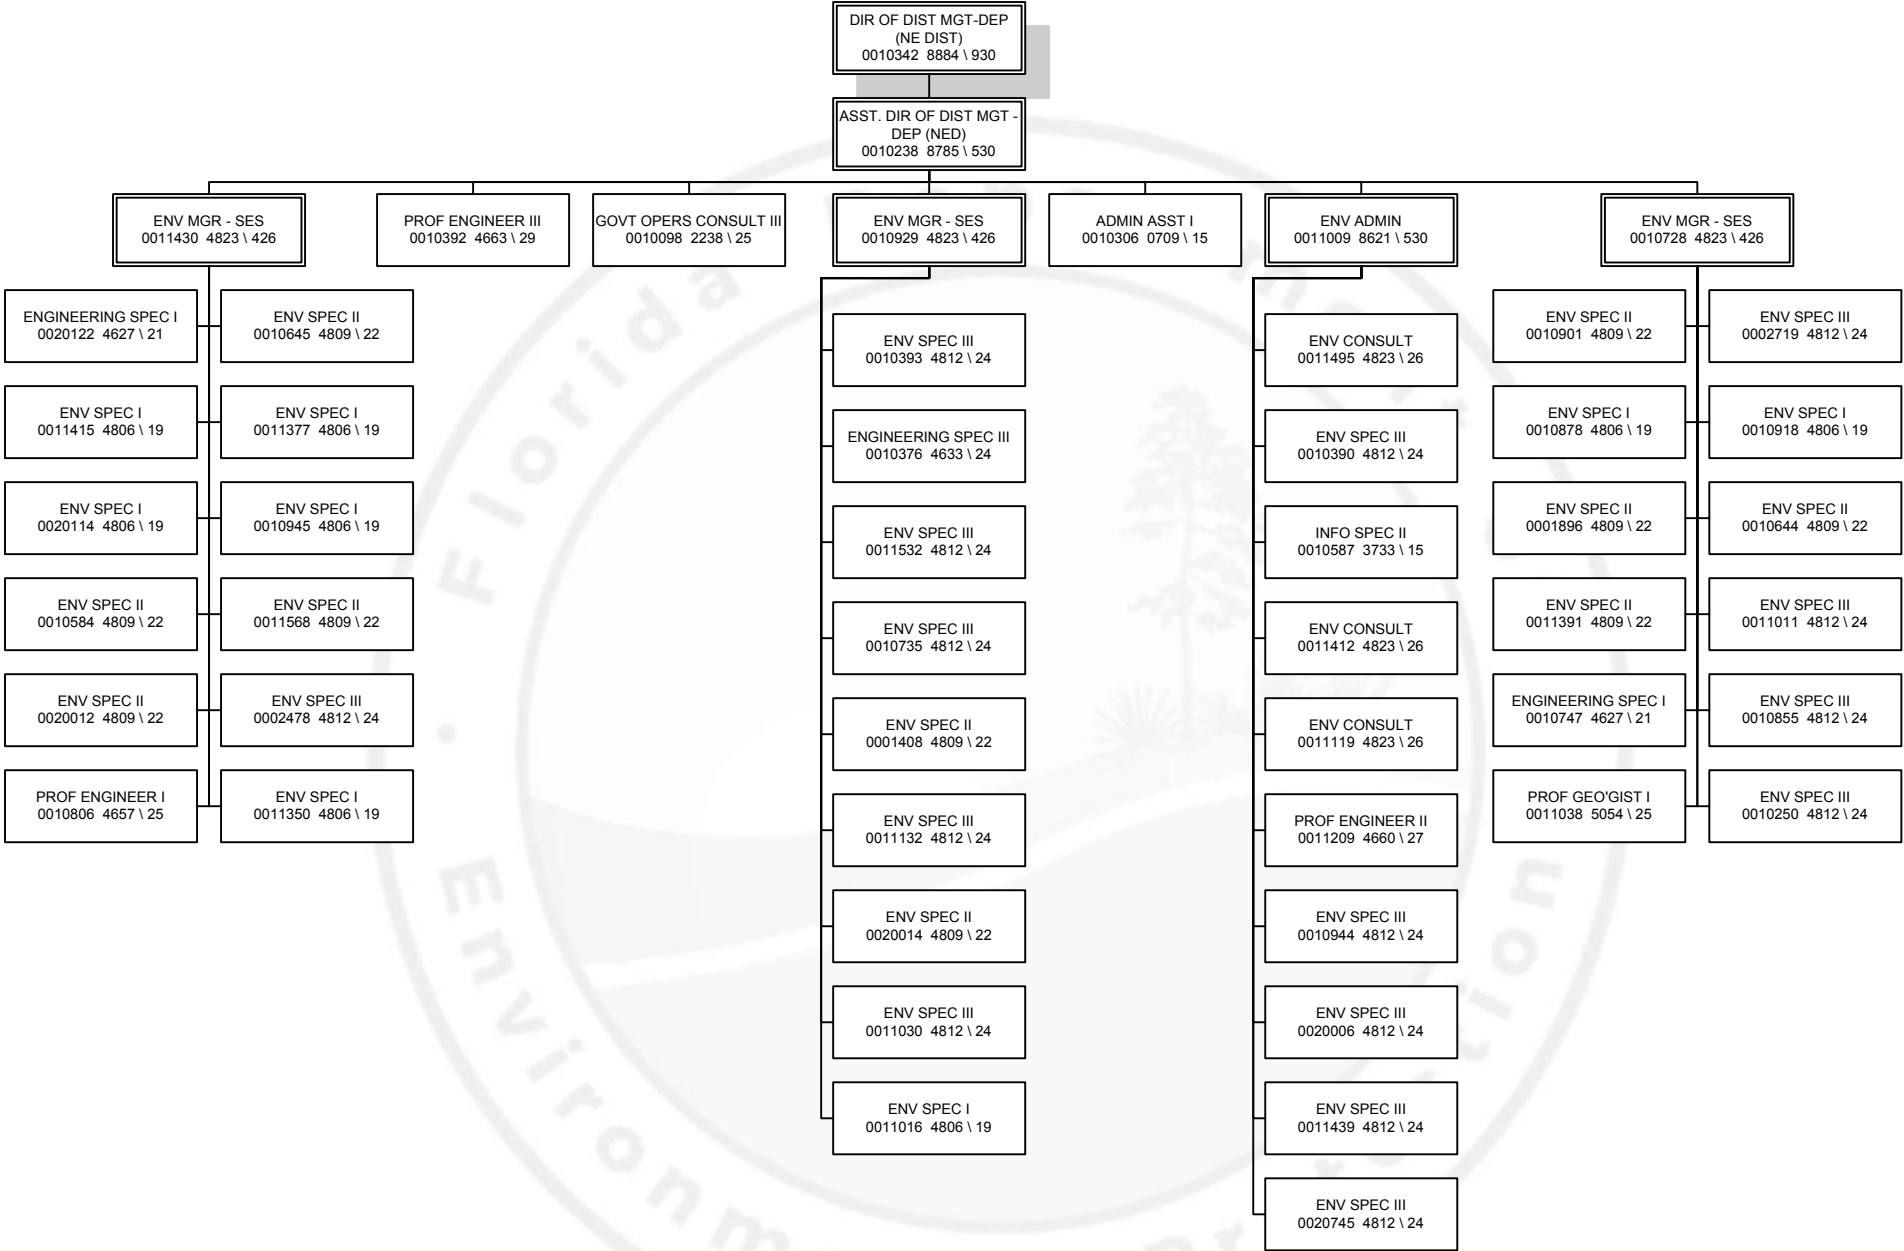 DIR OF DIST MGT-DEP
(NE DIST)
0010342 8884 \ 930
ASST. DIR OF DIST MGT -
DEP (NED)
0010238 8785 \ 530
ENV MGR - SES
0011430 4823 \ 426
PROF ENGINEER III
0010392 4663 \ 29
GOVT OPERS CONSULT III
0010098 2238 \ 25
ENV MGR - SES
0010929 4823 \ 426
ADMIN ASST I
0010306 0709 \ 15
ENV ADMIN
0011009 8621 \ 530
ENV MGR - SES
0010728 4823 \ 426
ENGINEERING SPEC I
0020122 4627 \ 21
ENV SPEC II
0010645 4809 \ 22
ENV SPEC I
0011415 4806 \ 19
ENV SPEC I
0011377 4806 \ 19
ENV SPEC I
0020114 4806 \ 19
ENV SPEC I
0010945 4806 \ 19
ENV SPEC II
0010584 4809 \ 22
ENV SPEC II
0011568 4809 \ 22
ENV SPEC II
0020012 4809 \ 22
ENV SPEC III
0002478 4812 \ 24
PROF ENGINEER I
0010806 4657 \ 25
ENV SPEC I
0011350 4806 \ 19
ENV SPEC III
0010393 4812 \ 24
ENGINEERING SPEC III
0010376 4633 \ 24
ENV SPEC III
0011532 4812 \ 24
ENV SPEC III
0010735 4812 \ 24
ENV SPEC II
0001408 4809 \ 22
ENV SPEC III
0011132 4812 \ 24
ENV SPEC II
0020014 4809 \ 22
ENV SPEC III
0011030 4812 \ 24
ENV SPEC I
0011016 4806 \ 19
ENV CONSULT
0011495 4823 \ 26
ENV SPEC III
0010390 4812 \ 24
INFO SPEC II
0010587 3733 \ 15
ENV CONSULT
0011412 4823 \ 26
ENV CONSULT
0011119 4823 \ 26
PROF ENGINEER II
0011209 4660 \ 27
ENV SPEC III
0010944 4812 \ 24
ENV SPEC III
0020006 4812 \ 24
ENV SPEC III
0011439 4812 \ 24
ENV SPEC III
0020745 4812 \ 24
ENV SPEC II
0010901 4809 \ 22
ENV SPEC III
0002719 4812 \ 24
ENV SPEC I
0010878 4806 \ 19
ENV SPEC I
0010918 4806 \ 19
ENV SPEC II
0001896 4809 \ 22
ENV SPEC II
0010644 4809 \ 22
ENV SPEC II
0011391 4809 \ 22
ENV SPEC III
0011011 4812 \ 24
ENGINEERING SPEC I
0010747 4627 \ 21
ENV SPEC III
0010855 4812 \ 24
PROF GEO'GIST I
0011038 5054 \ 25
ENV SPEC III
0010250 4812 \ 24
Florida